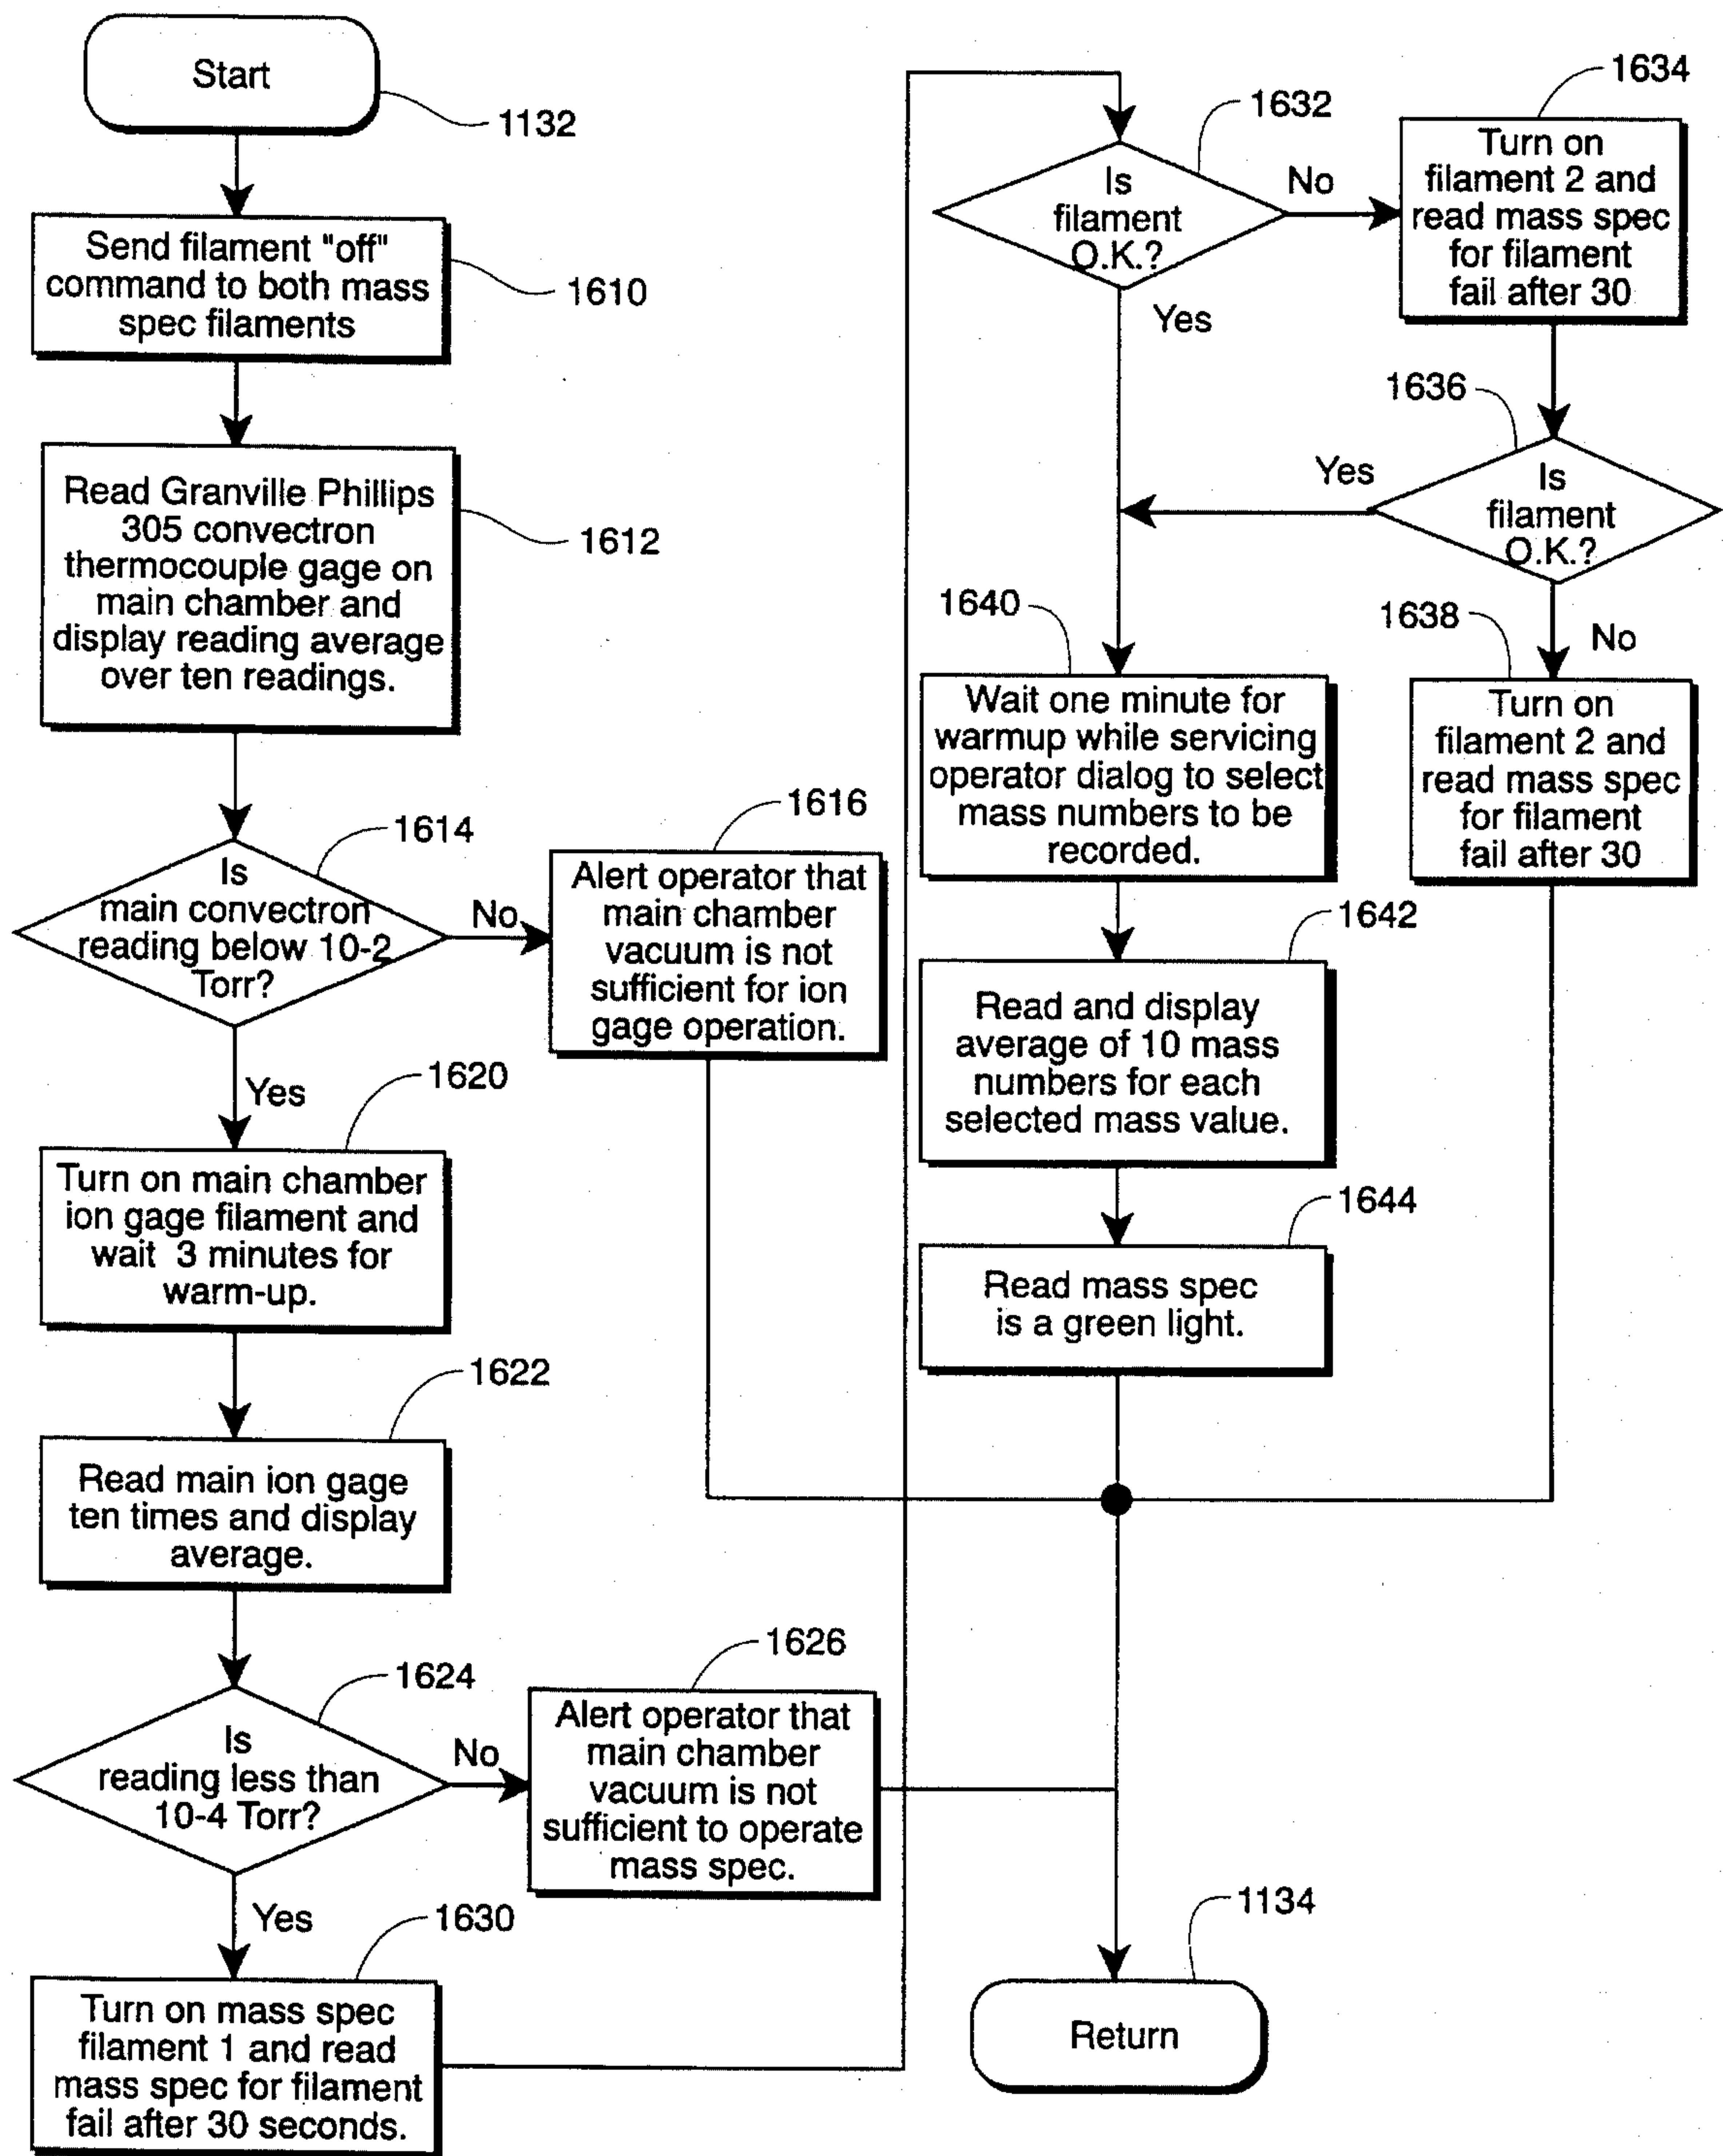 Start
1132
Send filament "off"
command to both mass
spec filaments
1610
Read Granville Phillips
305 convectron
thermocouple gage on
main chamber and
display reading average
over ten readings.
1612
Is
main convectron
reading below 10-2
Torr?
1614
No
Alert operator that
main chamber
vacuum is not
sufficient for ion
gage operation.
1616
Yes
1620
Turn on main chamber
ion gage filament and
wait 3 minutes for
warm-up.
1622
Read main ion gage
ten times and display
average.
1624
Is
reading less than
10-4 Torr?
No
1626
Alert operator that
main chamber
vacuum is not
sufficient to operate
mass spec.
Yes
1630
Turn on mass spec
filament 1 and read
mass spec for filament
fail after 30 seconds.
1632
Is
filament
O.K.?
No
1634
Turn on
filament 2 and
read mass spec
for filament
fail after 30
Yes
1636
Is
filament
O.K.?
Yes
No
1638
Turn on
filament 2 and
read mass spec
for filament
fail after 30
1640
Wait one minute for
warmup while servicing
operator dialog to select
mass numbers to be
recorded.
1642
Read and display
average of 10 mass
numbers for each
selected mass value.
1644
Read mass spec
is a green light.
1134
Return